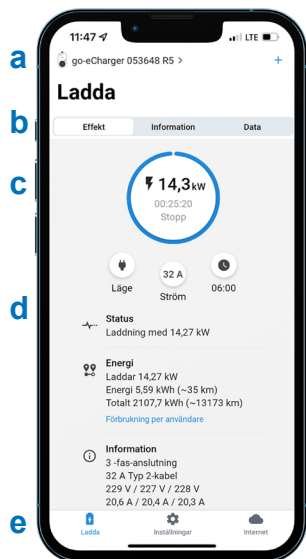 11:47 LTE
a
go-eCharger 053648 R5 > +
Ladda
b
Effekt Information Data
c
14,3 kW
00:25:20
Stopp
32 A
Läge Ström 06:00
d
Status
Laddning med 14,27 kW
Energi
Laddar 14,27 kW
Energi 5,59 kWh (~35 km)
Totalt 2107,7 kWh (~13173 km)
Förbrukning per användare
Information
3 -fas-anslutning
32 A Typ 2-kabel
229 V / 227 V / 228 V
20,6 A / 20,4 A / 20,3 A
e
Ladda Inställningar Internet